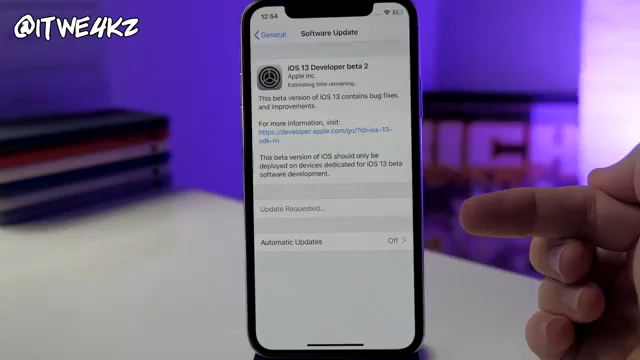 @iTWE4KZ
12:54
General
Software Update
iOS 13 Developer beta 2
Apple Inc.
Estimating time remaining...
This beta version of iOS 13 contains bug fixes
and improvements.
For more information, visit:
https://developer.apple.com/go/?id=ios-13-
sdk-rn
This beta version of iOS should only be
deployed on devices dedicated for iOS 13 beta
software development.
Update Requested...
Automatic Updates
Off